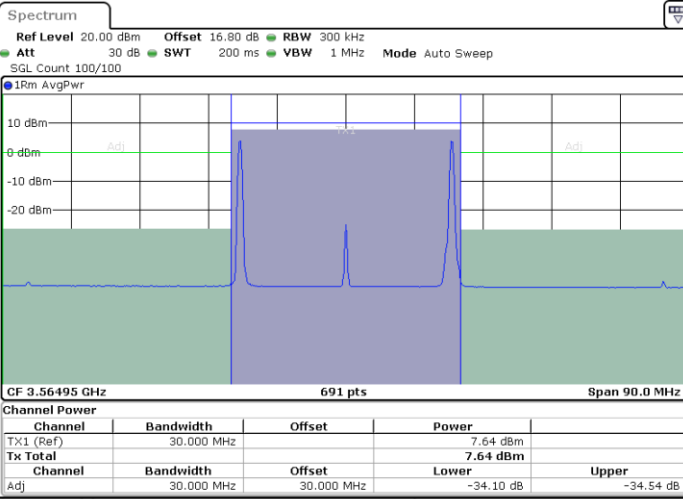 Spectrum
Ref Level 20.00 dBm Offset 16.80 dB RBW 300 kHz
Att 30 dB SWT 200 ms VBW 1 MHz Mode Auto Sweep
SGL Count 100/100
1Rm AvgPwr
TX1
10 dBm
Adj Adj
0 dBm
-10 dBm
-20 dBm
CF 3.56495 GHz 691 pts Span 90.0 MHz
Channel Power
Channel Bandwidth Offset Power
TX1 (Ref) 30.000 MHz 7.64 dBm
Tx Total 7.64 dBm
Channel Bandwidth Offset Lower Upper
Adj 30.000 MHz 30.000 MHz -34.10 dB -34.54 dB